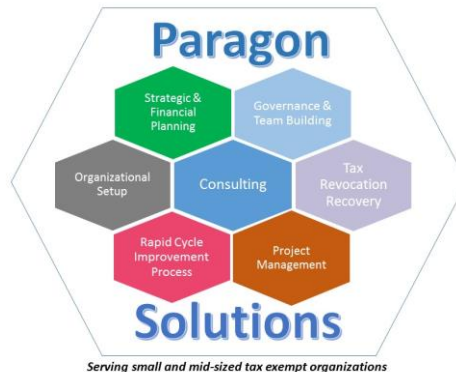 Paragon
Strategic &
Financial
Planning
Governance &
Team Building
Organizational
Setup
Consulting
Tax
Revocation
Recovery
Rapid Cycle
Improvement
Process
Project
Management
Solutions
Serving small and mid-sized tax exempt organizations